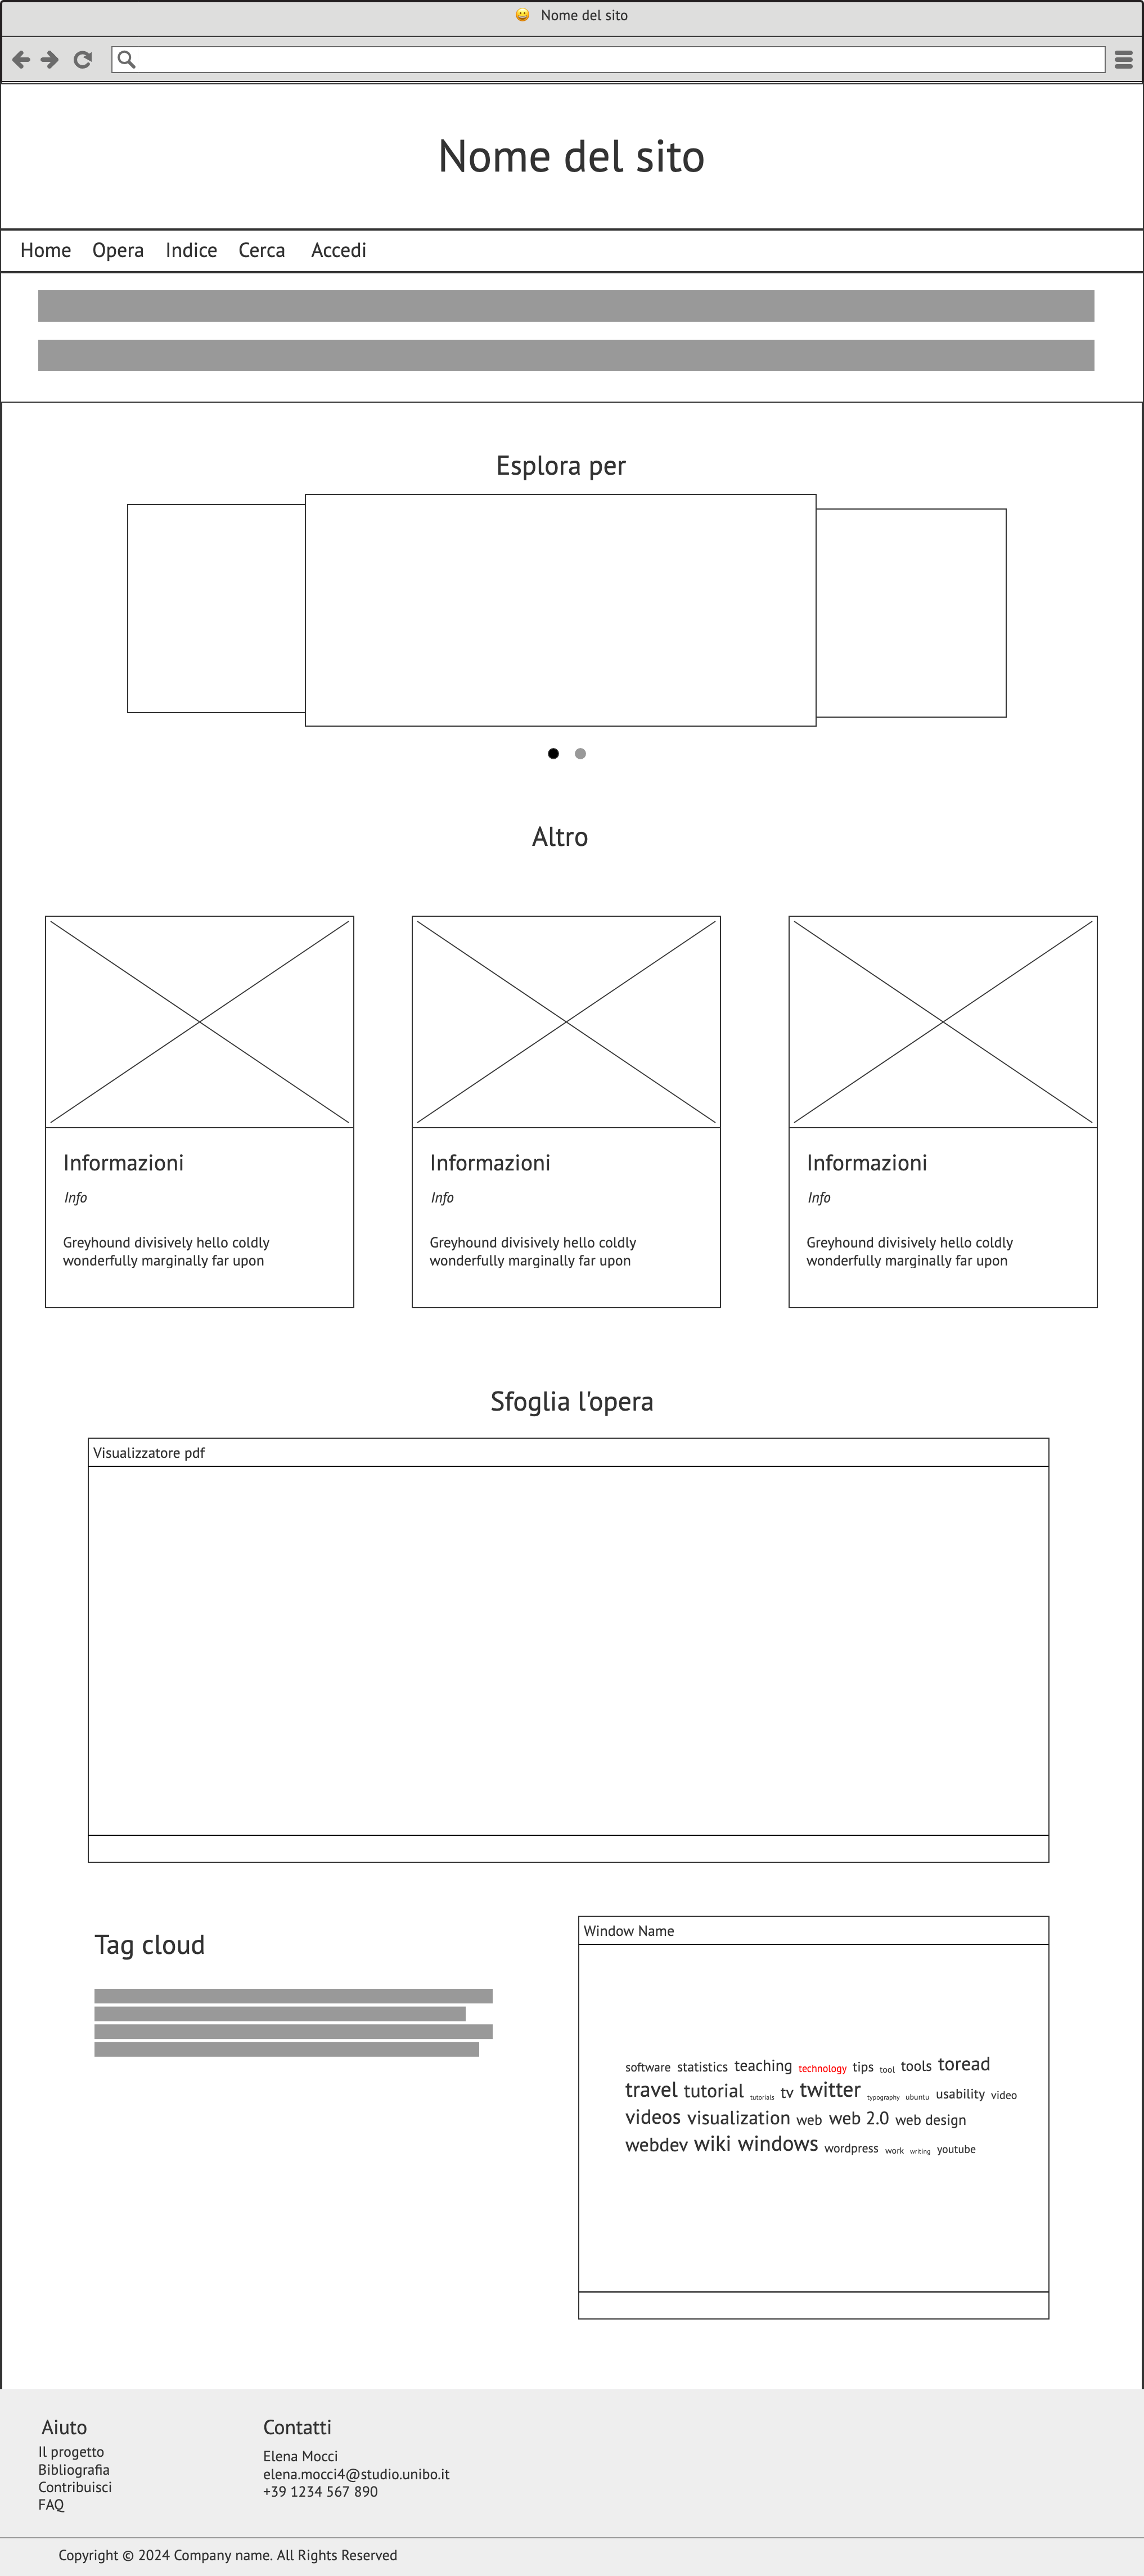 😀 Nome del sito
Nome del sito
Home Opera Indice Cerca Accedi
Esplora per
Altro
Informazioni
Info
Greyhound divisively hello coldly
wonderfully marginally far upon
Informazioni
Info
Greyhound divisively hello coldly
wonderfully marginally far upon
Informazioni
Info
Greyhound divisively hello coldly
wonderfully marginally far upon
Sfoglia l'opera
Visualizzatore pdf
Tag cloud
Window Name
software statistics teaching technology tips tool tools toread
travel tutorial tutorials tv twitter typography ubuntu usability video
videos visualization web web 2.0 web design
webdev wiki windows wordpress work writing youtube
Aiuto
Il progetto
Bibliografia
Contribuisci
FAQ
Contatti
Elena Mocci
elena.mocci4@studio.unibo.it
+39 1234 567 890
Copyright © 2024 Company name. All Rights Reserved